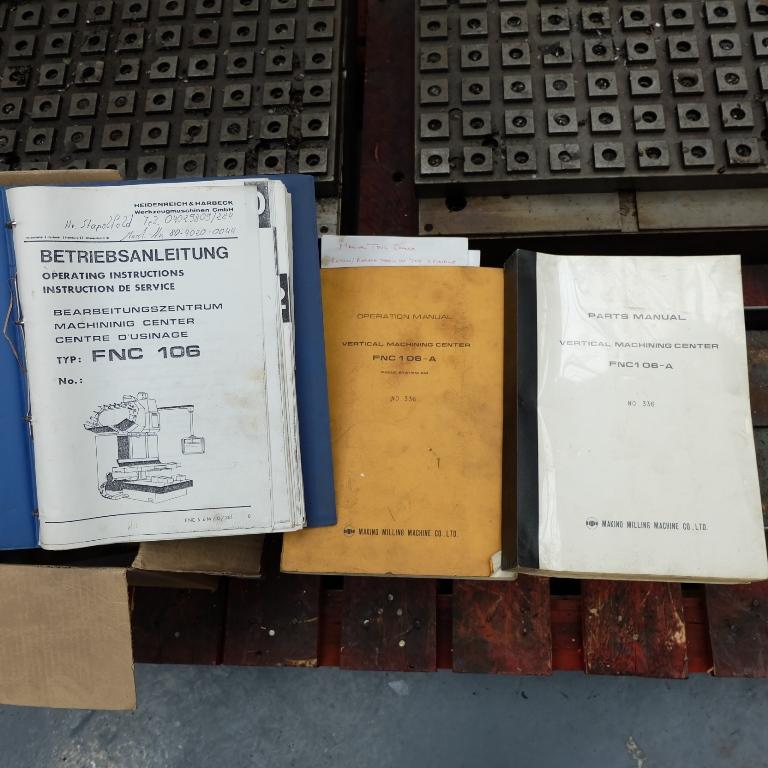 HEIDENREICH & HARBECK
Werkzeugmaschinen GmbH
BETRIEBSANLEITUNG
OPERATING INSTRUCTIONS
INSTRUCTION DE SERVICE
BEARBEITUNGSZENTRUM
MACHINING CENTER
CENTRE D'USINAGE
TYP: FNC 106
No.:
OPERATION MANUAL
VERTICAL MACHINING CENTER
FNC 106-A
NO. 336
MAKINO MILLING MACHINE CO., LTD.
PARTS MANUAL
VERTICAL MACHINING CENTER
FNC106-A
NO. 336
MAKINO MILLING MACHINE CO., LTD.